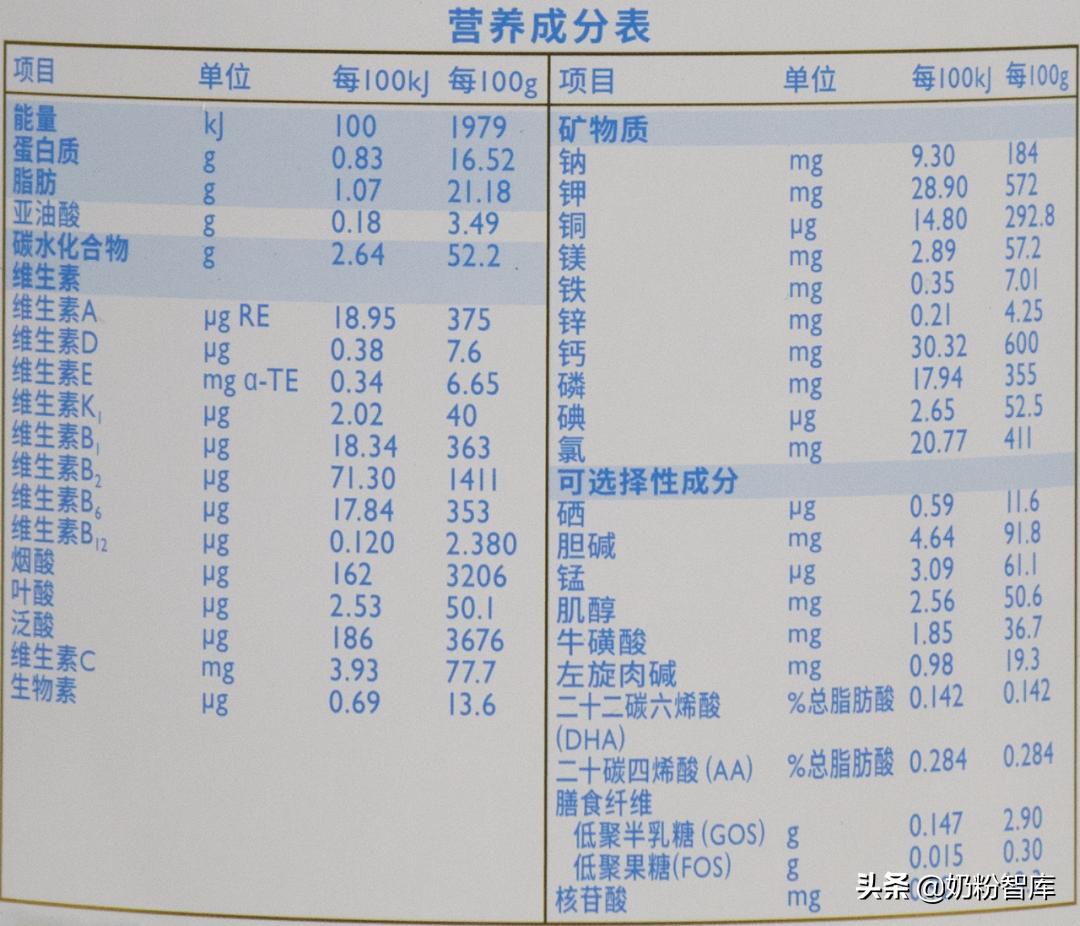 营养成分表
项目 单位 每100kJ 每100g
能量 kJ 100 1979
蛋白质 g 0.83 16.52
脂肪 g 1.07 21.18
亚油酸 g 0.18 3.49
碳水化合物 g 2.64 52.2
维生素
维生素A μg RE 18.95 375
维生素D μg 0.38 7.6
维生素E mg α-TE 0.34 6.65
维生素K₁ μg 2.02 40
维生素B₁ μg 18.34 363
维生素B₂ μg 71.30 1411
维生素B₆ μg 17.84 353
维生素B₁₂ μg 0.120 2.380
烟酸 μg 162 3206
叶酸 μg 2.53 50.1
泛酸 μg 186 3676
维生素C mg 3.93 77.7
生物素 μg 0.69 13.6
项目 单位 每100kJ 每100g
矿物质
钠 mg 9.30 184
钾 mg 28.90 572
铜 μg 14.80 292.8
镁 mg 2.89 57.2
铁 mg 0.35 7.01
锌 mg 0.21 4.25
钙 mg 30.32 600
磷 mg 17.94 355
碘 μg 2.65 52.5
氯 mg 20.77 411
可选择性成分
硒 μg 0.59 11.6
胆碱 mg 4.64 91.8
锰 μg 3.09 61.1
肌醇 mg 2.56 50.6
牛磺酸 mg 1.85 36.7
左旋肉碱 mg 0.98 19.3
二十二碳六烯酸 %总脂肪酸 0.142 0.142
(DHA)
二十碳四烯酸 (AA) %总脂肪酸 0.284 0.284
膳食纤维
低聚半乳糖 (GOS) g 0.147 2.90
低聚果糖(FOS) g 0.015 0.30
核苷酸 mg
头条 @奶粉智库